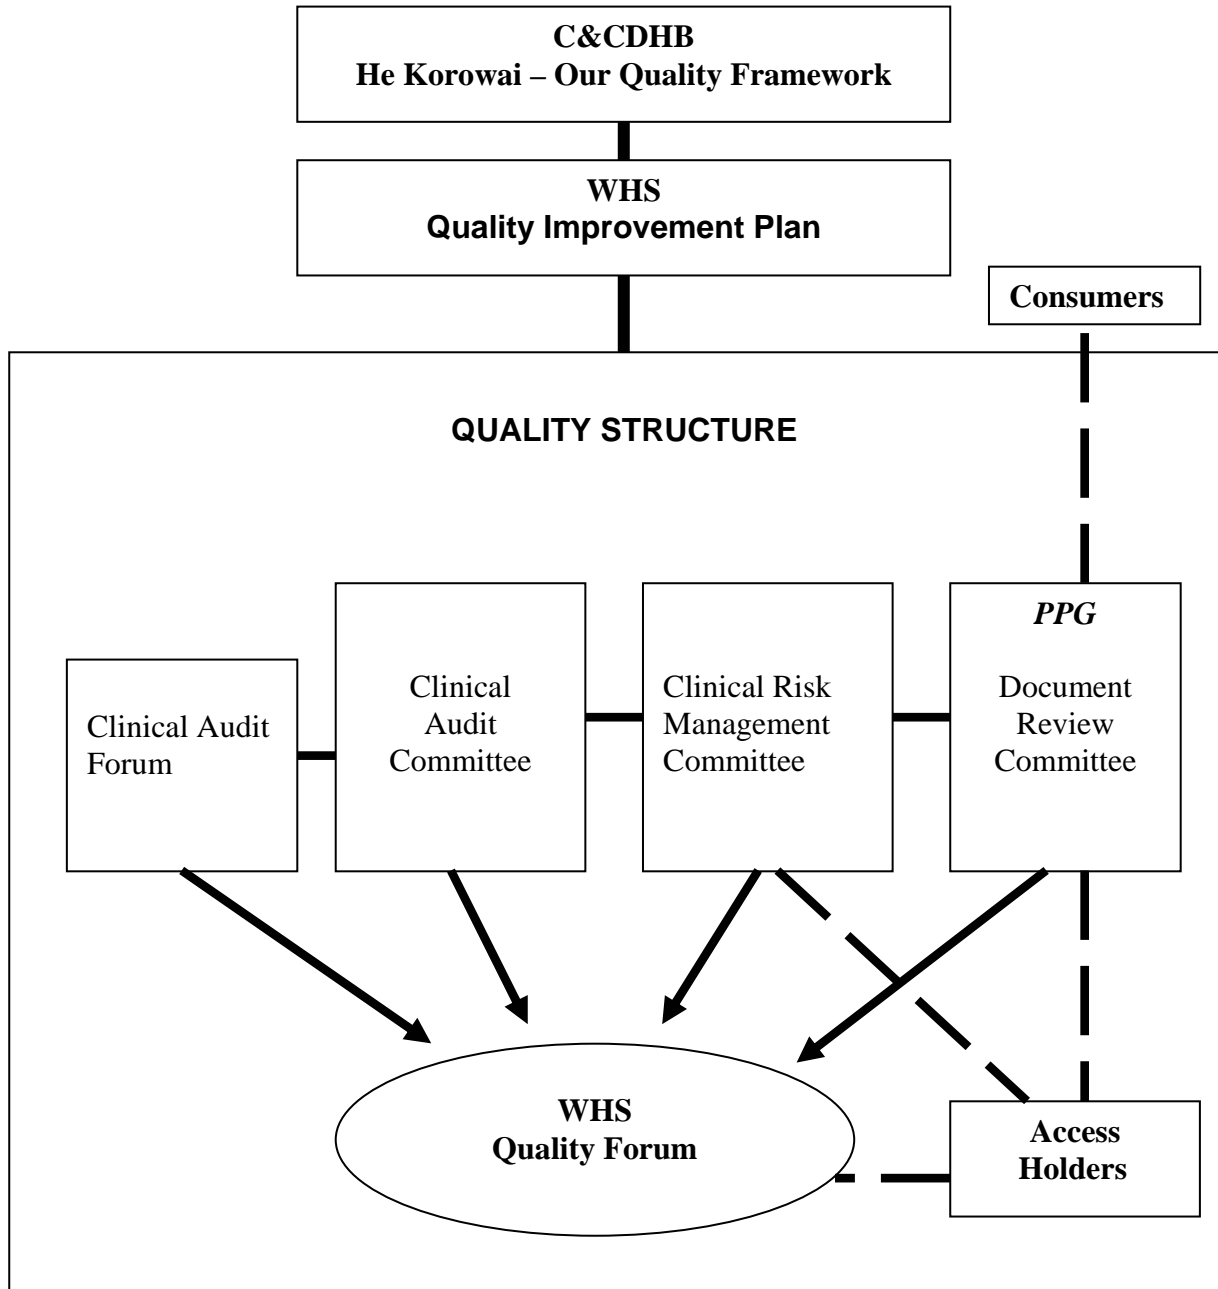 C&CDHB
He Korowai – Our Quality Framework
WHS
Quality Improvement Plan
Consumers
QUALITY STRUCTURE
Clinical Audit
Forum
Clinical
Audit
Committee
Clinical Risk
Management
Committee
PPG
Document
Review
Committee
WHS
Quality Forum
Access
Holders